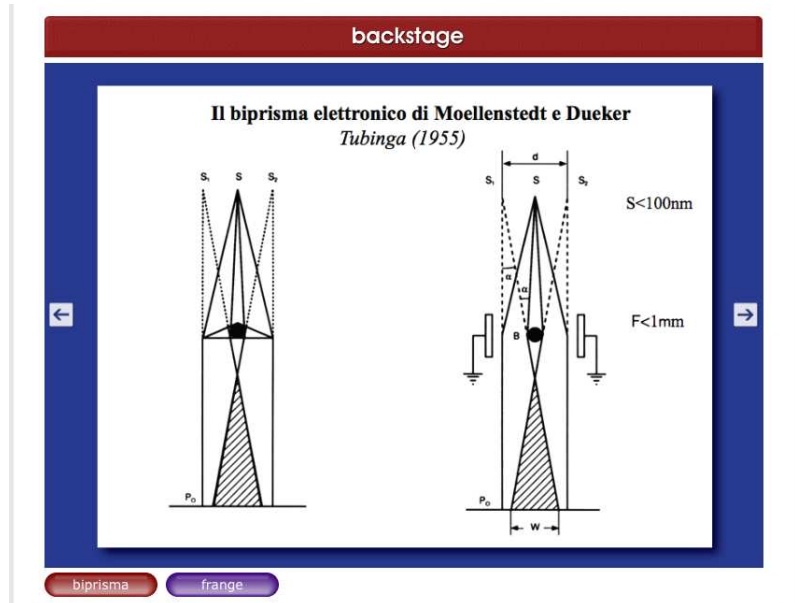 backstage
Il biprisma elettronico di Moellenstedt e Dueker
Tubinga (1955)
S₁ S S₂
P₀
d
S₁ S S₂
α
α
B
P₀
W
S<100nm
F<1mm
biprisma
frange